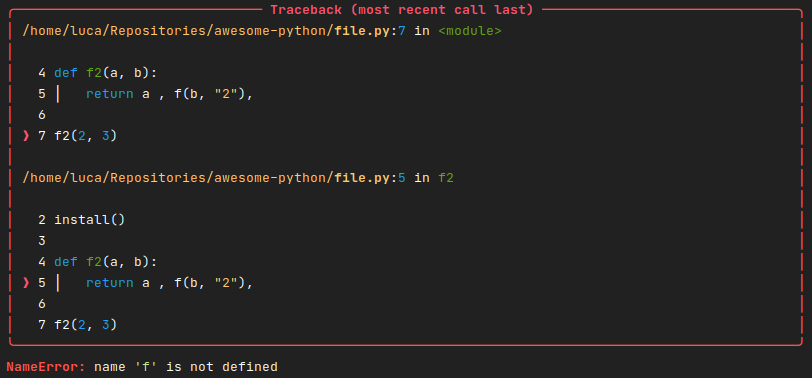 Traceback (most recent call last)
/home/luca/Repositories/awesome-python/file.py:7 in <module>
4 def f2(a, b):
5 │   return a , f(b, "2"),
6
❱ 7 f2(2, 3)
/home/luca/Repositories/awesome-python/file.py:5 in f2
2 install()
3
4 def f2(a, b):
❱ 5 │   return a , f(b, "2"),
6
7 f2(2, 3)
NameError: name 'f' is not defined